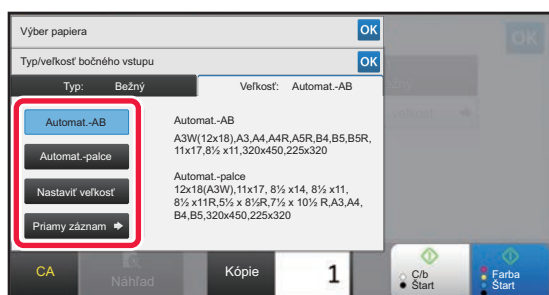 Výber papiera
OK
Typ/veľkosť bočného vstupu
OK
OK
Typ: Bežný
Veľkosť: Automat.-AB
Automat.-AB
Automat.-palce
Nastaviť veľkosť
Priamy záznam
Automat.-AB
A3W(12x18),A3,A4,A4R,A5R,B4,B5,B5R,
11x17,8½ x11,320x450,225x320
Automat.-palce
12x18(A3W),11x17, 8½ x14, 8½ x11,
8½ x11R,5½ x 8½R,7½ x 10½ R,A3,A4,
B4,B5,320x450,225x320
CA
Náhľad
Kópie
1
C/b
Štart
Farba
Štart